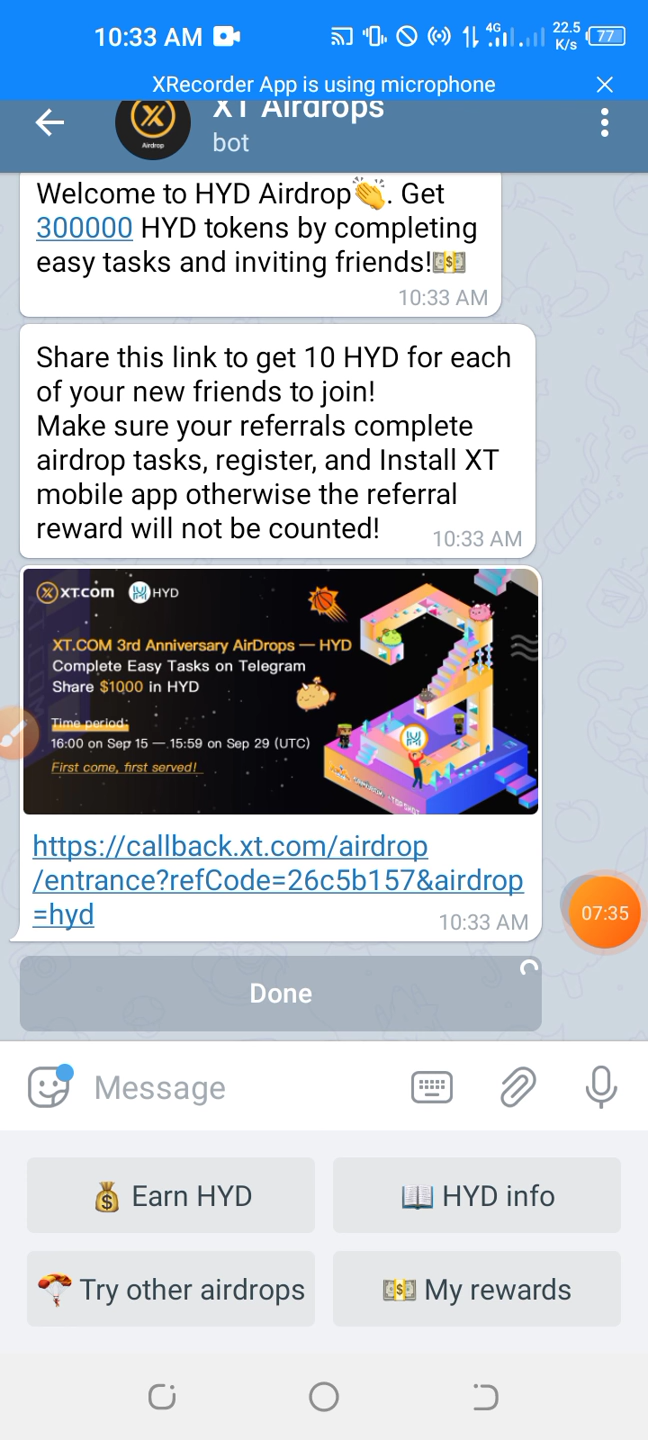 10:33 AM
4G
22.5
K/s
77
XRecorder App is using microphone
XT Airdrops
Airdrop
bot
Welcome to HYD Airdrop👏. Get
300000 HYD tokens by completing
easy tasks and inviting friends!💵
10:33 AM
Share this link to get 10 HYD for each
of your new friends to join!
Make sure your referrals complete
airdrop tasks, register, and Install XT
mobile app otherwise the referral
reward will not be counted!
10:33 AM
XT.COM HYD
XT.COM 3rd Anniversary AirDrops — HYD
Complete Easy Tasks on Telegram
Share $1000 in HYD
Time period:
16:00 on Sep 15 — 15:59 on Sep 29 (UTC)
First come, first served!
https://callback.xt.com/airdrop
/entrance?refCode=26c5b157&airdrop
=hyd
10:33 AM
07:35
Done
Message
💰 Earn HYD
📖 HYD info
🪂 Try other airdrops
💵 My rewards